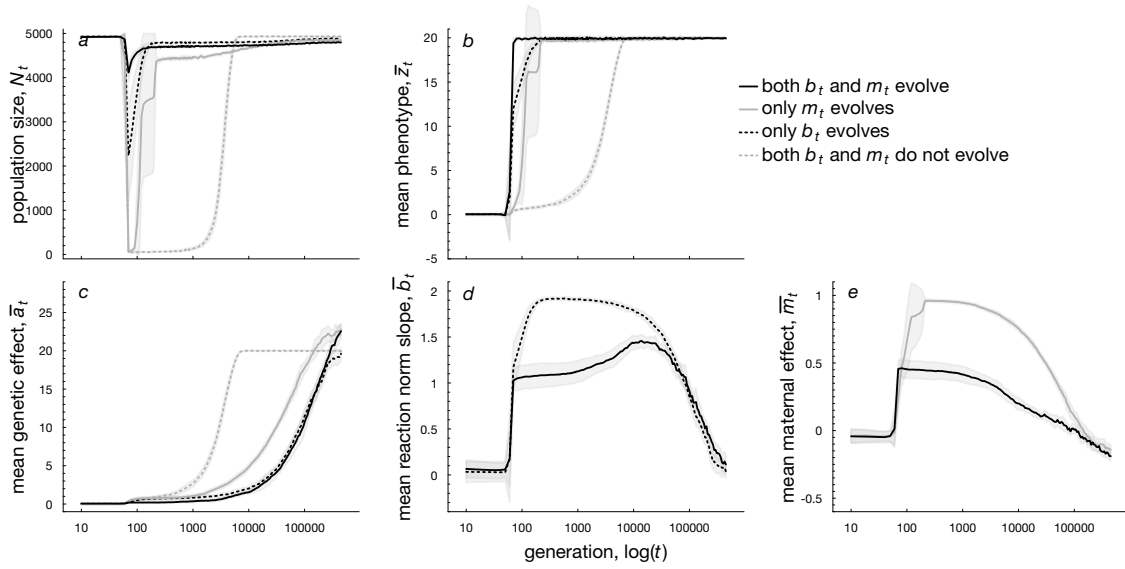 a
population size, N_t
5000
4000
3000
2000
1000
0
b
mean phenotype, z̄_t
20
15
10
5
0
-5
both b_t and m_t evolve
only m_t evolves
only b_t evolves
both b_t and m_t do not evolve
c
mean genetic effect, a̅_t
25
20
15
10
5
0
10 100 1000 10000 100000
d
mean reaction norm slope, b̅_t
2
1.5
1
0.5
0
10 100 1000 10000 100000
generation, log(t)
e
mean maternal effect, m̅_t
1
0.5
0
-0.5
10 100 1000 10000 100000